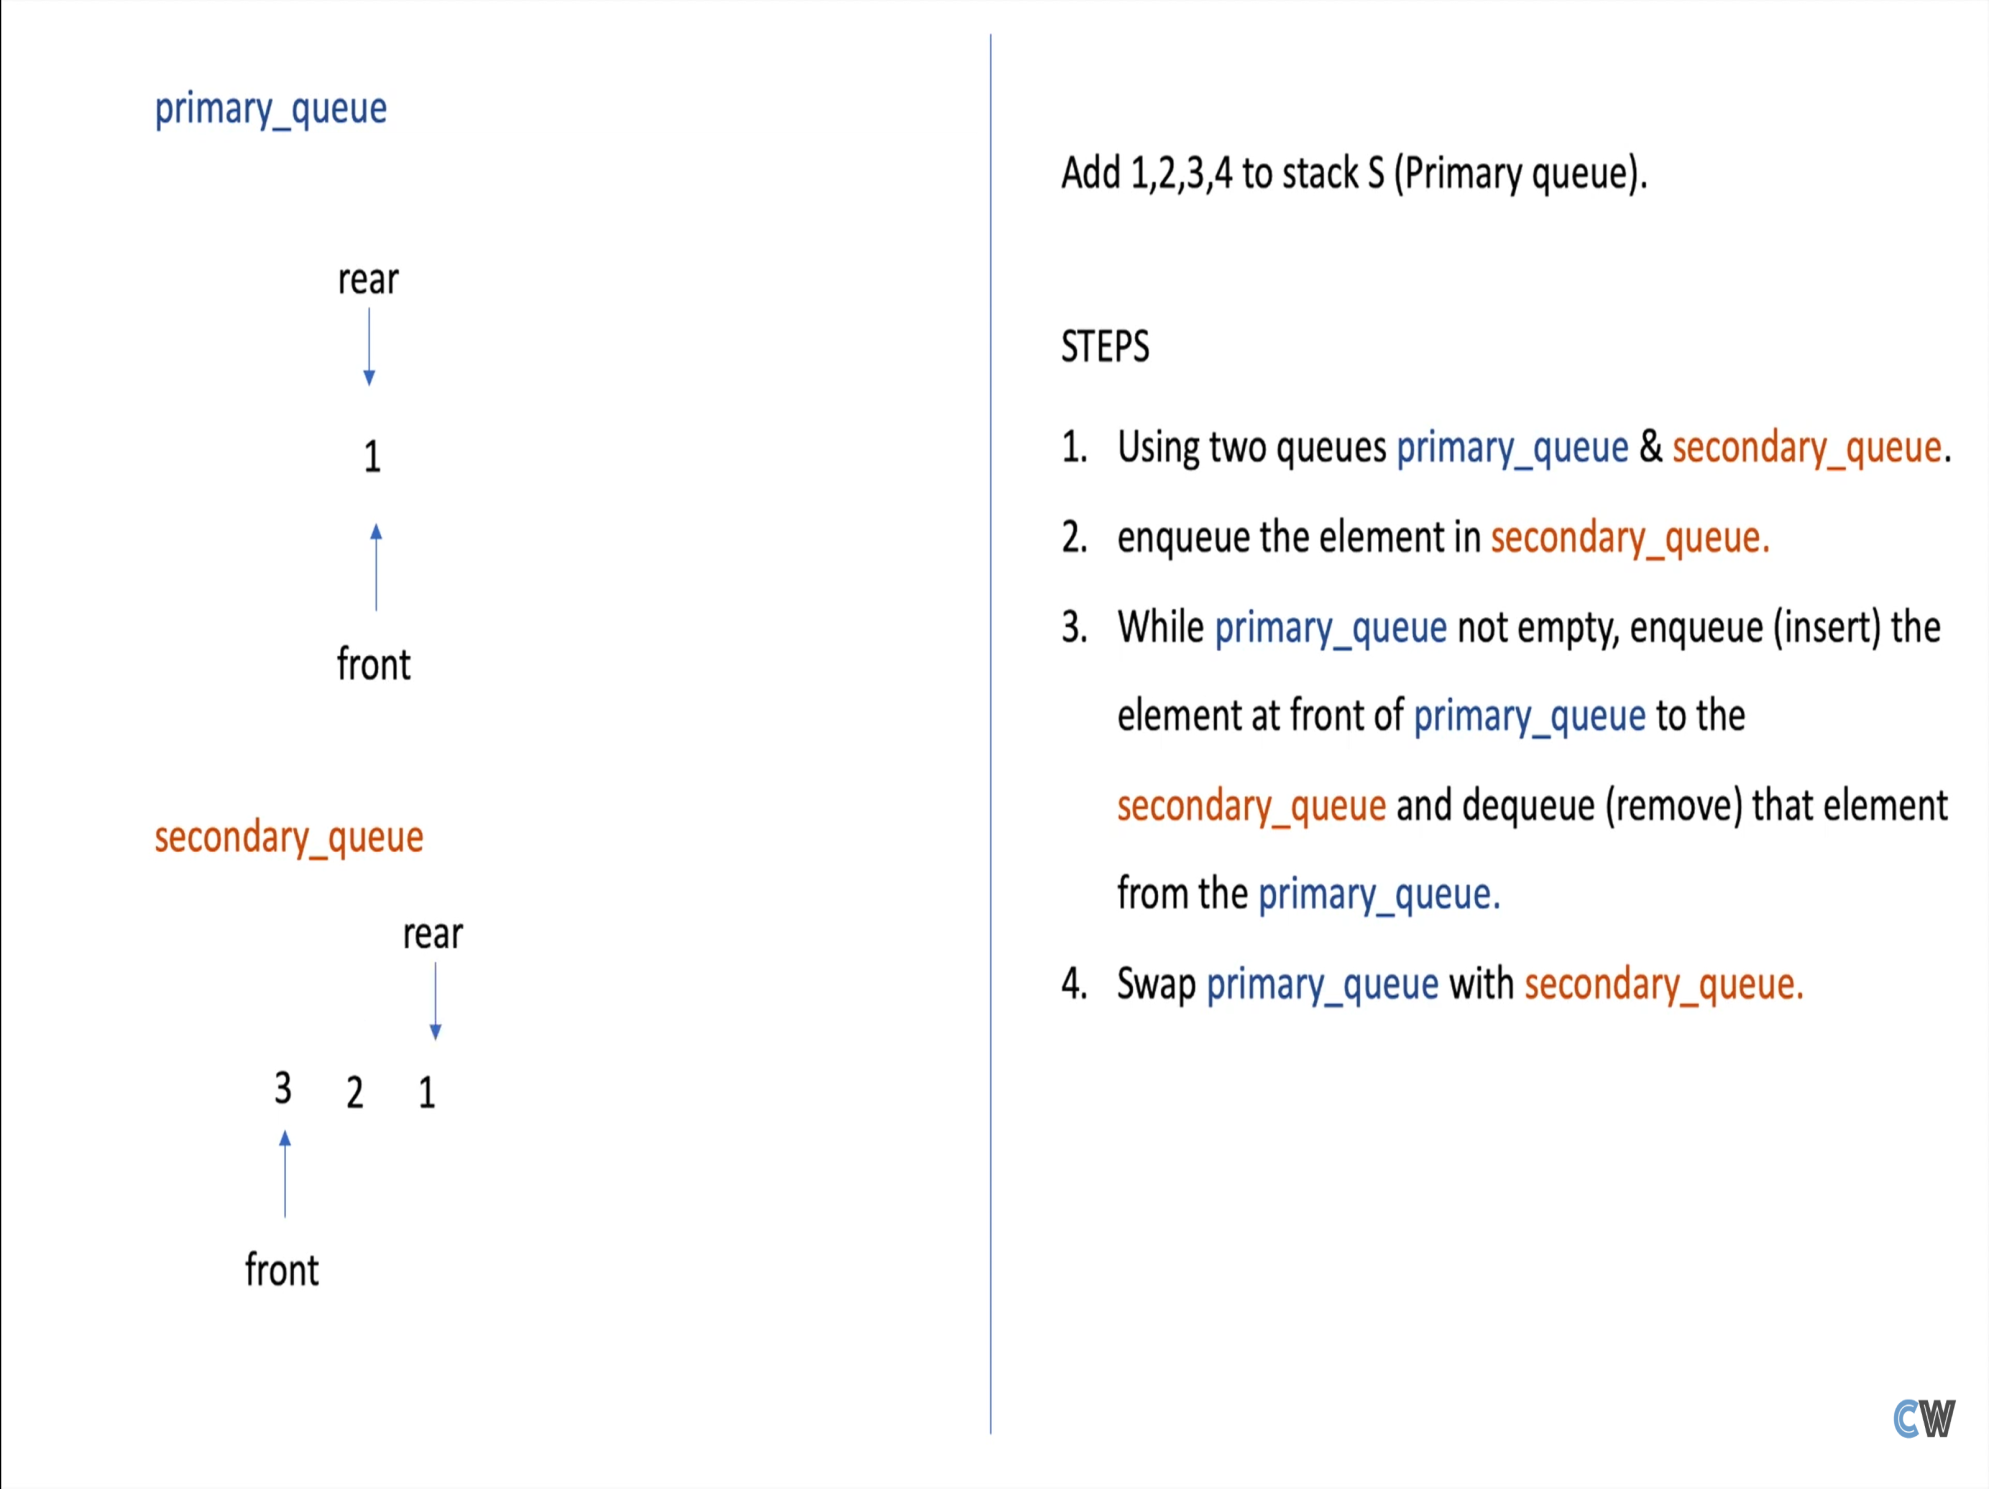 primary_queue
rear
1
front
secondary_queue
rear
3 2 1
front
Add 1,2,3,4 to stack S (Primary queue).
STEPS
1. Using two queues primary_queue & secondary_queue.
2. enqueue the element in secondary_queue.
3. While primary_queue not empty, enqueue (insert) the
element at front of primary_queue to the
secondary_queue and dequeue (remove) that element
from the primary_queue.
4. Swap primary_queue with secondary_queue.
CW